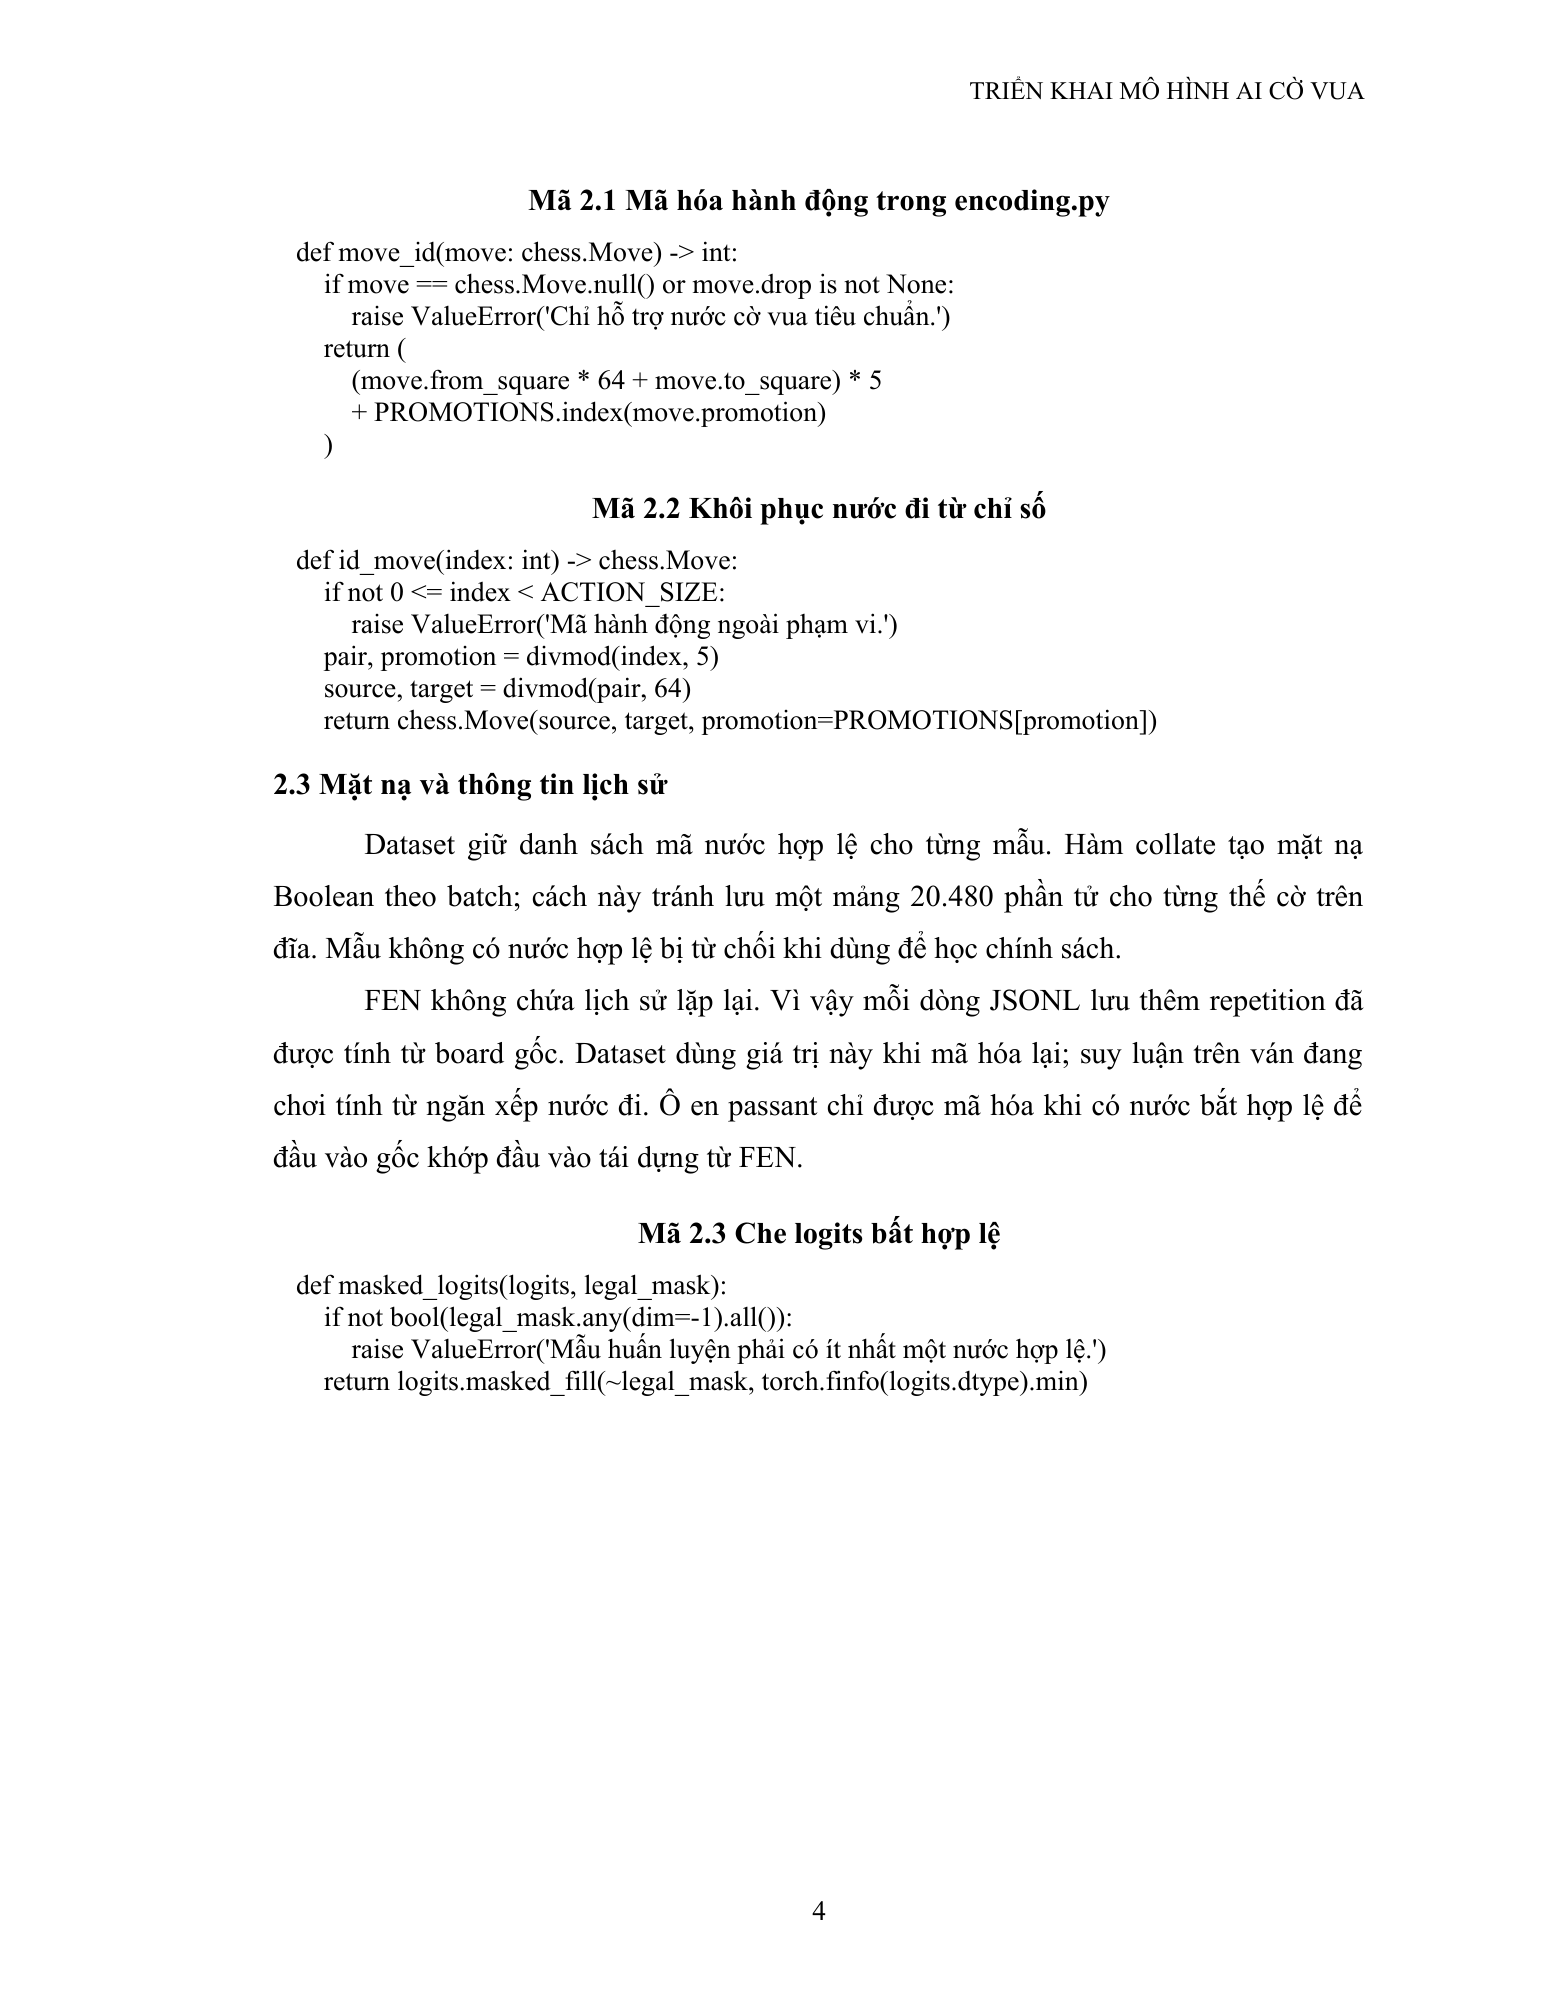 TRIỂN KHAI MÔ HÌNH AI CỜ VUA
Mã 2.1 Mã hóa hành động trong encoding.py
def move_id(move: chess.Move) -> int:
    if move == chess.Move.null() or move.drop is not None:
        raise ValueError('Chỉ hỗ trợ nước cờ vua tiêu chuẩn.')
    return (
        (move.from_square * 64 + move.to_square) * 5
        + PROMOTIONS.index(move.promotion)
    )
Mã 2.2 Khôi phục nước đi từ chỉ số
def id_move(index: int) -> chess.Move:
    if not 0 <= index < ACTION_SIZE:
        raise ValueError('Mã hành động ngoài phạm vi.')
    pair, promotion = divmod(index, 5)
    source, target = divmod(pair, 64)
    return chess.Move(source, target, promotion=PROMOTIONS[promotion])
2.3 Mặt nạ và thông tin lịch sử
Dataset giữ danh sách mã nước hợp lệ cho từng mẫu. Hàm collate tạo mặt nạ
Boolean theo batch; cách này tránh lưu một mảng 20.480 phần tử cho từng thế cờ trên
đĩa. Mẫu không có nước hợp lệ bị từ chối khi dùng để học chính sách.
FEN không chứa lịch sử lặp lại. Vì vậy mỗi dòng JSONL lưu thêm repetition đã
được tính từ board gốc. Dataset dùng giá trị này khi mã hóa lại; suy luận trên ván đang
chơi tính từ ngăn xếp nước đi. Ô en passant chỉ được mã hóa khi có nước bắt hợp lệ để
đầu vào gốc khớp đầu vào tái dựng từ FEN.
Mã 2.3 Che logits bất hợp lệ
def masked_logits(logits, legal_mask):
    if not bool(legal_mask.any(dim=-1).all()):
        raise ValueError('Mẫu huấn luyện phải có ít nhất một nước hợp lệ.')
    return logits.masked_fill(~legal_mask, torch.finfo(logits.dtype).min)
4